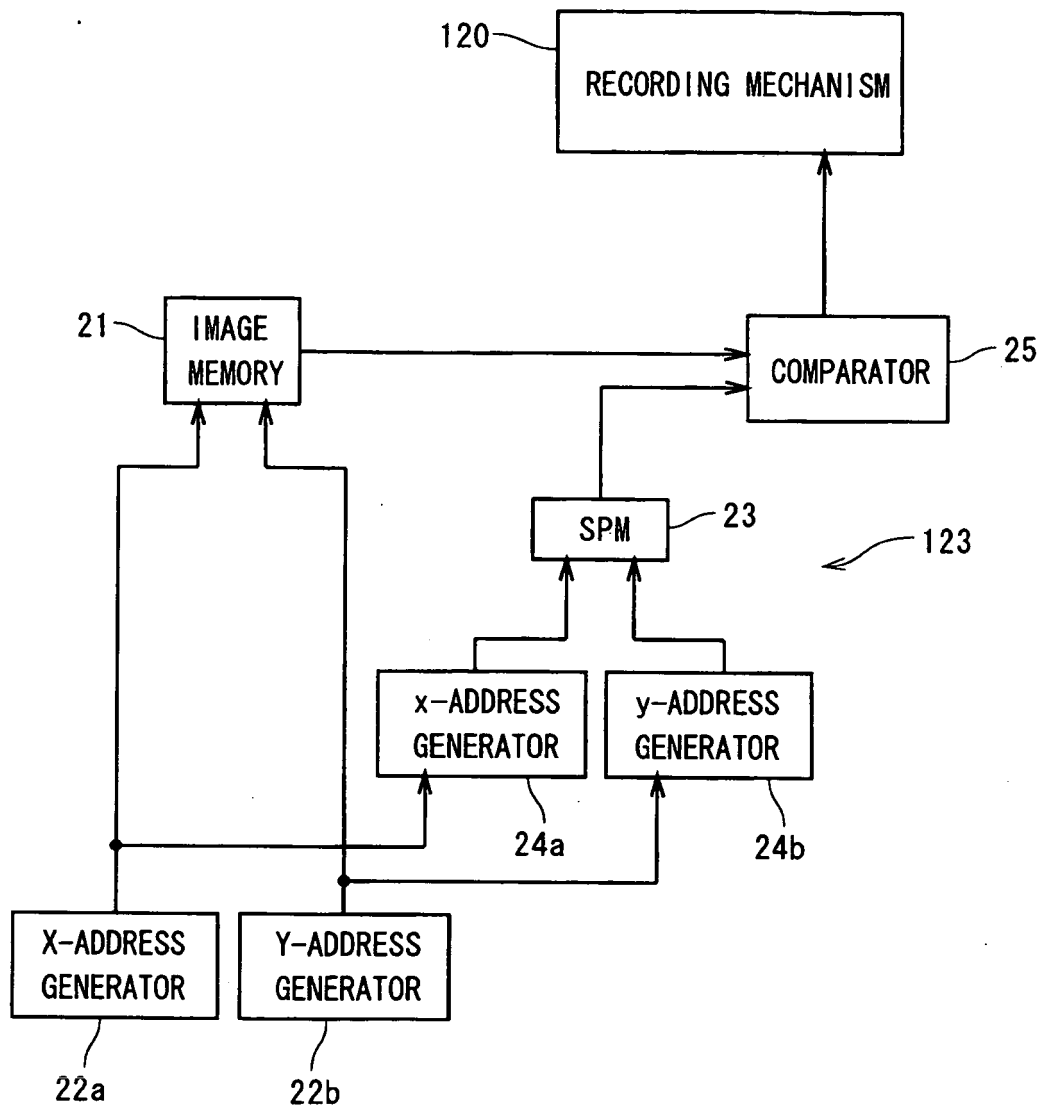 120
RECORDING MECHANISM
21
IMAGE
MEMORY
COMPARATOR
25
SPM
23
123
x-ADDRESS
GENERATOR
y-ADDRESS
GENERATOR
24a
24b
X-ADDRESS
GENERATOR
Y-ADDRESS
GENERATOR
22a
22b